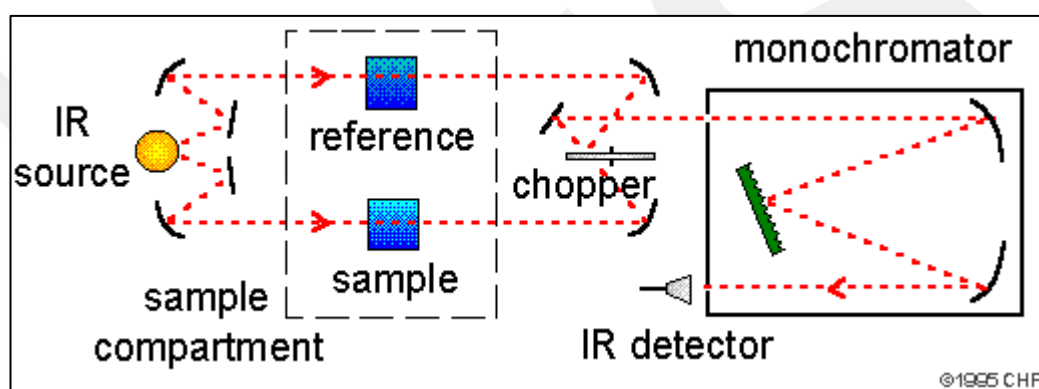 monochromator
IR
source
reference
chopper
sample
sample
compartment
IR detector
©1995 CHP